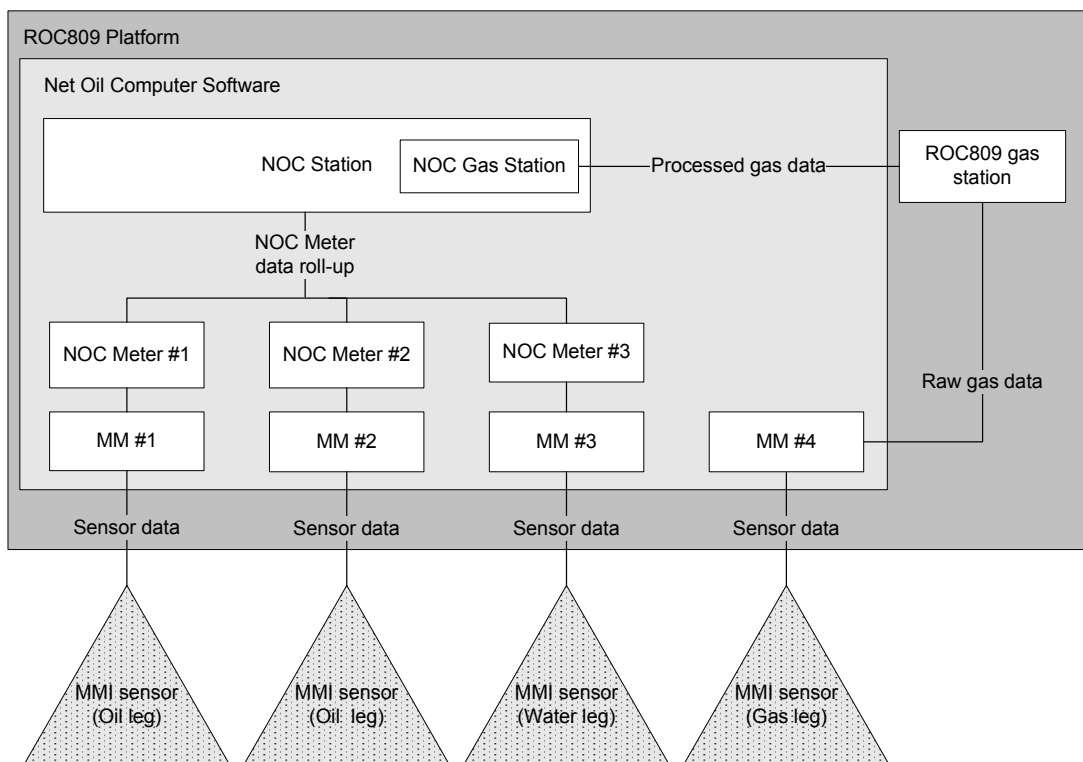 ROC809 Platform
Net Oil Computer Software
NOC Station
NOC Gas Station
Processed gas data
ROC809 gas
station
NOC Meter
data roll-up
NOC Meter #1
NOC Meter #2
NOC Meter #3
Raw gas data
MM #1
MM #2
MM #3
MM #4
Sensor data
Sensor data
Sensor data
Sensor data
MMI sensor
(Oil leg)
MMI sensor
(Oil leg)
MMI sensor
(Water leg)
MMI sensor
(Gas leg)